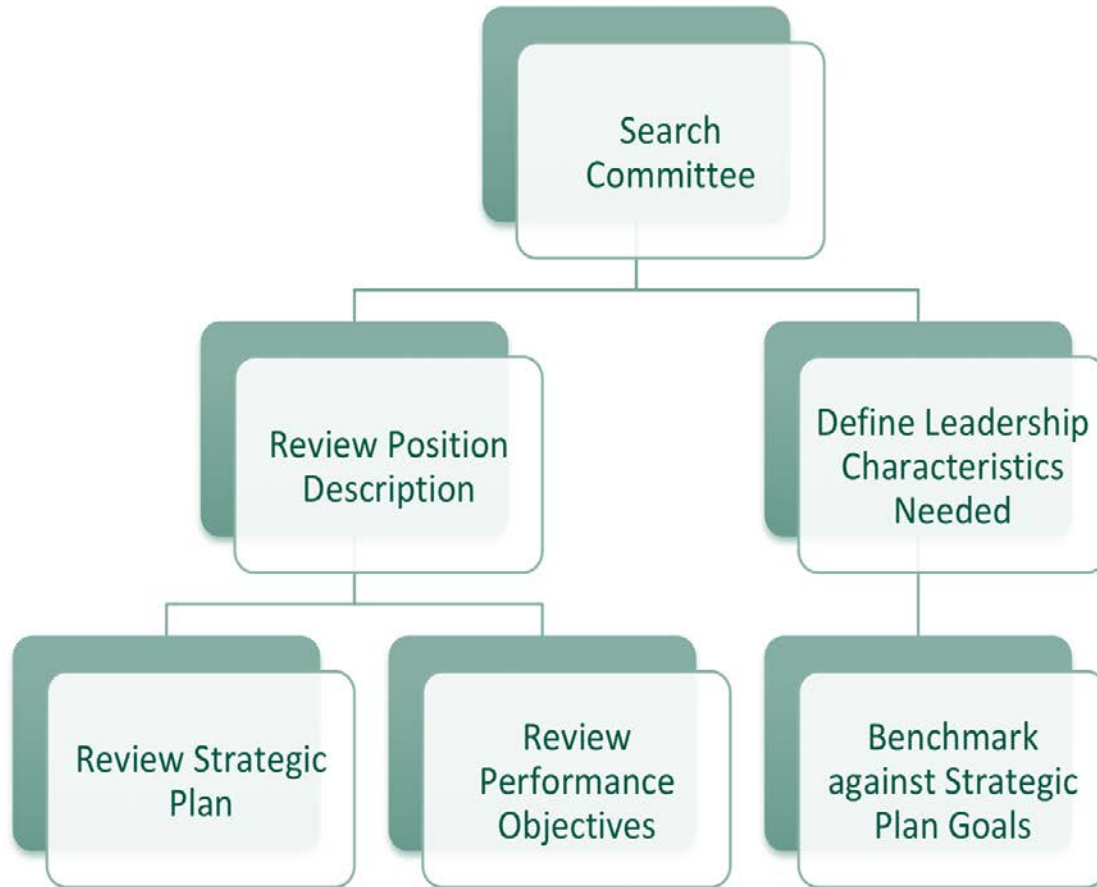 Search
Committee
Review Position
Description
Define Leadership
Characteristics
Needed
Review Strategic
Plan
Review
Performance
Objectives
Benchmark
against Strategic
Plan Goals